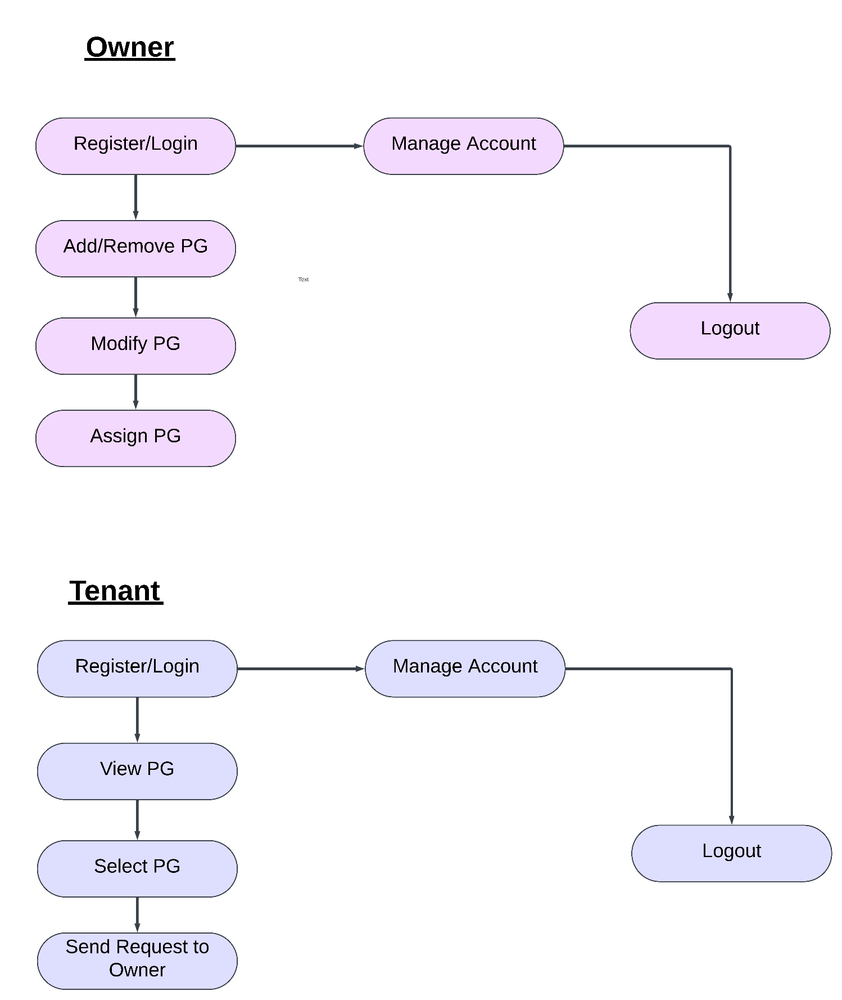 Owner
Register/Login
Manage Account
Add/Remove PG
Text
Logout
Modify PG
Assign PG
Tenant
Register/Login
Manage Account
View PG
Logout
Select PG
Send Request to
Owner